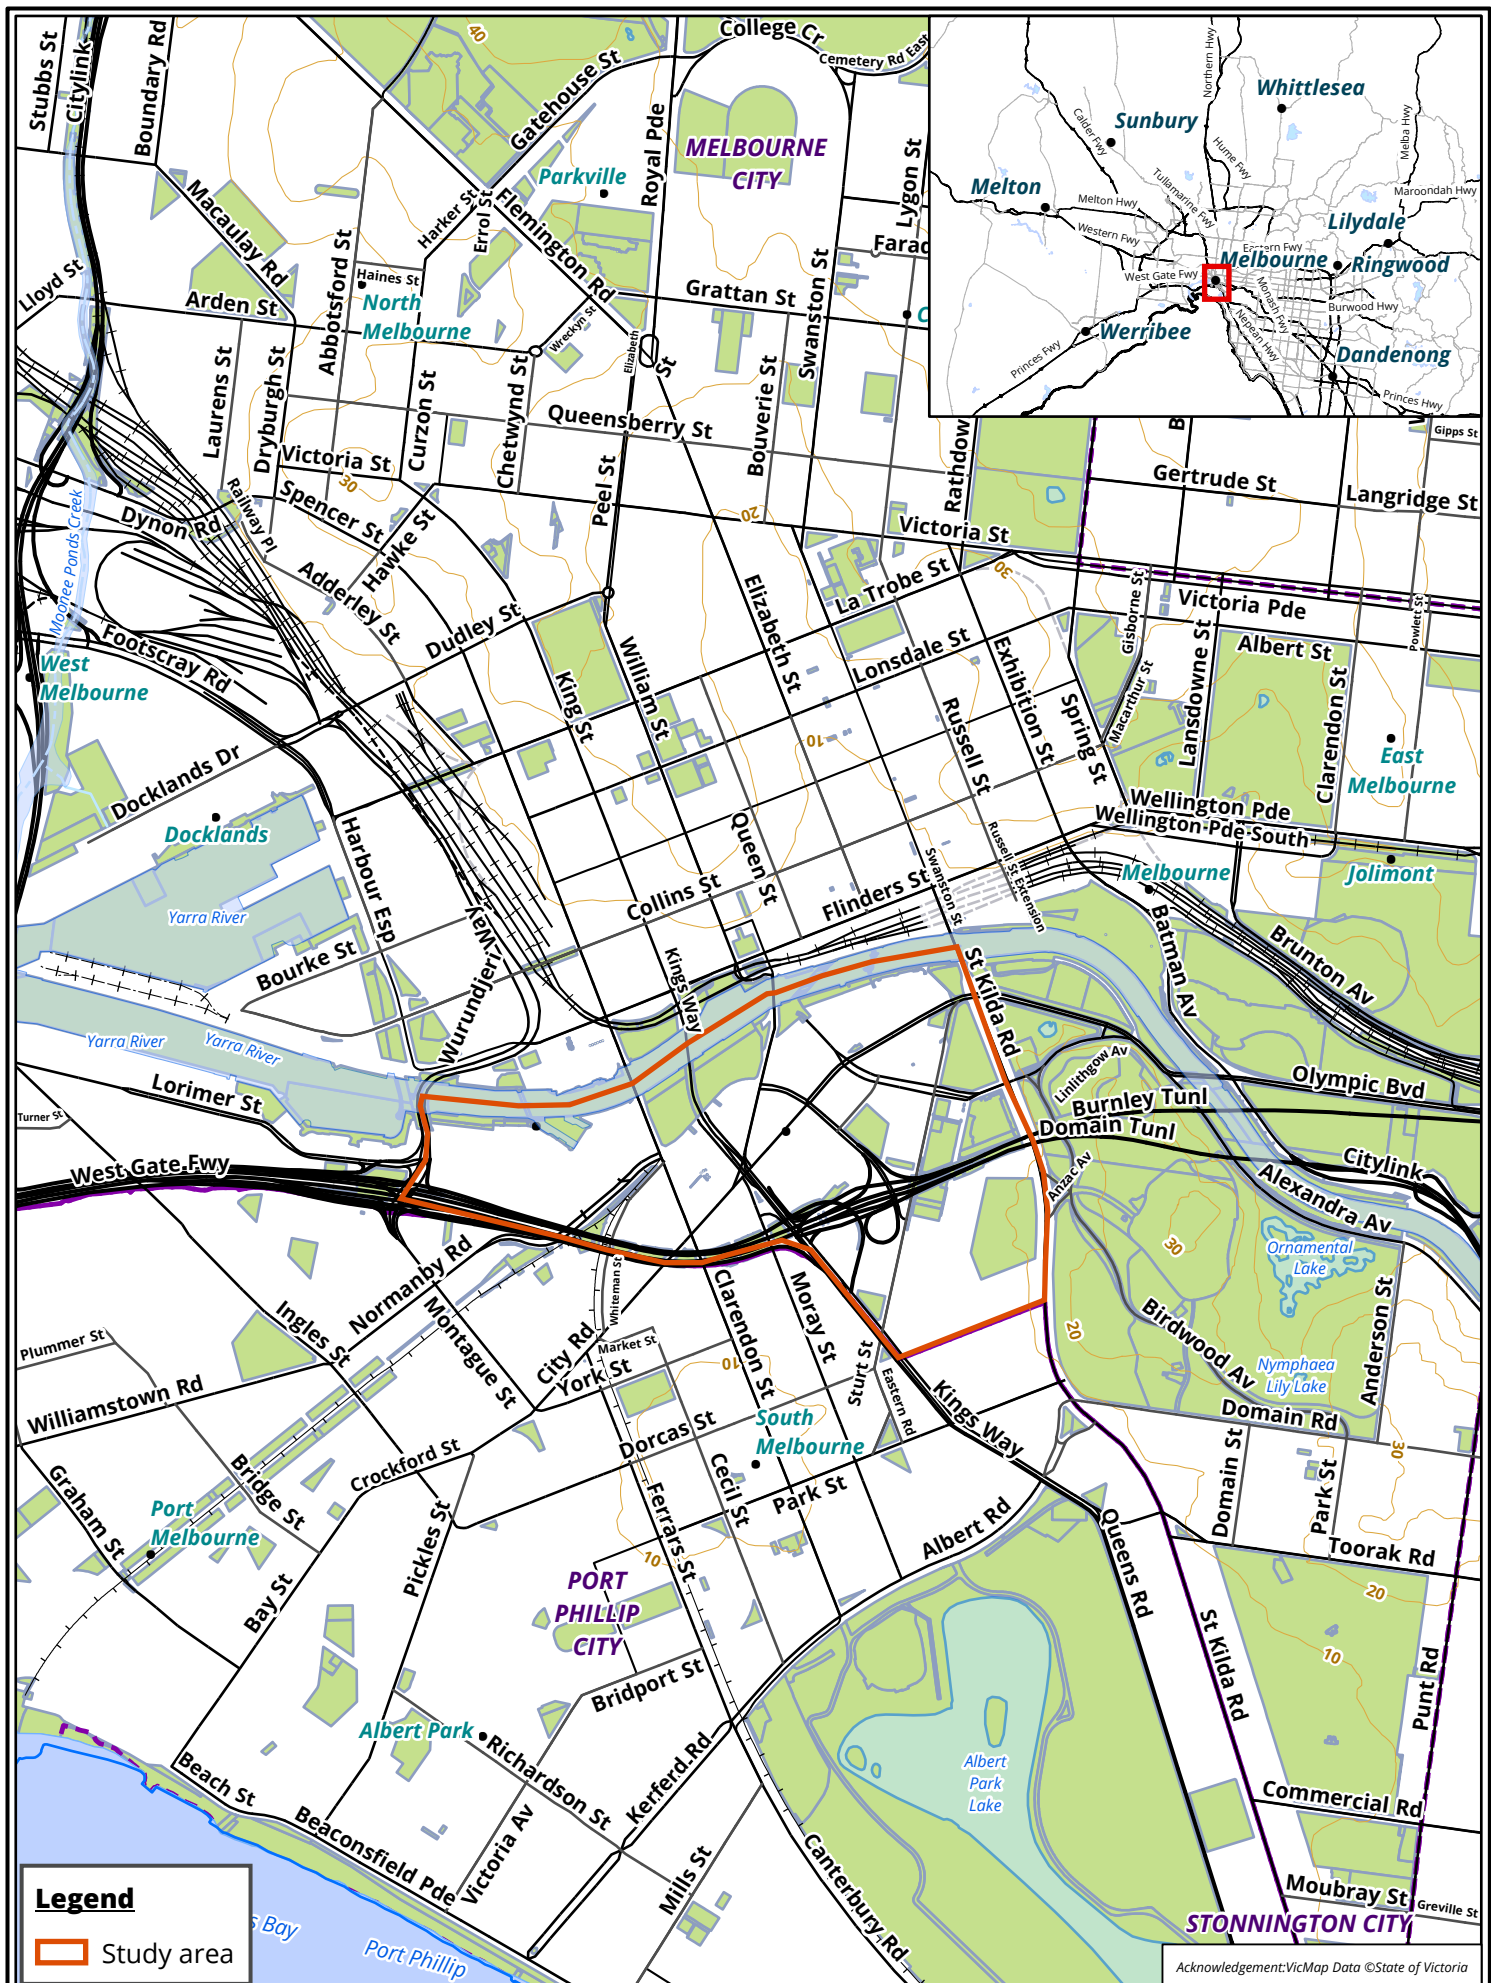 College Cr
Cemetery Rd East
Stubbs St
Citylink
Boundary Rd
40
Gatehouse St
Royal Pde
MELBOURNE
CITY
Parkville
Lygon St
Macaulay Rd
Harker St
Errol St
Flemington Rd
Farad
Swanston St
Lloyd St
Arden St
Abbotsford St
Haines St
North
Melbourne
Grattan St
Wreckyn St
Elizabeth
St
C
Laurens St
Dryburgh St
Curzon St
Chetwynd St
Queensberry St
Bouverie St
Rathdow
Victoria St
30
Peel St
20
Victoria St
Spencer St
Hawke St
Railway Pl
Dynon Rd
Moonee Ponds Creek
Adderley St
Dudley St
Footscray Rd
West
Melbourne
Elizabeth St
La Trobe St
30
Lonsdale St
William St
King St
Exhibition St
Russell St
Spring St
Gisborne St
Macarthur St
Lansdowne St
Victoria Pde
Albert St
Powlett St
Clarendon St
East
Melbourne
Gertrude St
Langridge St
Gipps St
B
Docklands Dr
Docklands
10
Harbour Esp
Wurundjeri Way
Queen St
Collins St
Flinders St
Swanston St
Russell St Extension
Wellington Pde
Wellington Pde South
Melbourne
Jolimont
Batman Av
Brunton Av
Yarra River
Bourke St
Kings Way
St Kilda Rd
Yarra River
Yarra River
Lorimer St
Turner St
West Gate Fwy
Linlithgow Av
Olympic Bvd
Burnley Tunl
Domain Tunl
Anzac Av
Citylink
Alexandra Av
Ornamental
Lake
30
Normanby Rd
Whiteman St
Clarendon St
Moray St
Ingles St
Montague St
City Rd
Market St
York St
10
Sturt St
Eastern Rd
20
Birdwood Av
Nymphaea
Lily Lake
Anderson St
Plummer St
Williamstown Rd
Kings Way
Domain Rd
30
Dorcas St
South
Melbourne
Crockford St
Cecil St
Park St
Domain St
Park St
Graham St
Bridge St
Port
Melbourne
Pickles St
Ferrars St
Albert Rd
Queens Rd
Toorak Rd
10
20
Bay St
PORT
PHILLIP
CITY
St Kilda Rd
10
Punt Rd
Bridport St
Albert Park
Richardson St
Kerferd Rd
Albert
Park
Lake
Beach St
Beaconsfield Pde
Victoria Av
Mills St
Canterbury Rd
Commercial Rd
Moubray St
Greville St
STONNINGTON CITY
s Bay
Port Phillip
Legend
Study area
Acknowledgement:VicMap Data ©State of Victoria
Northern Hwy
Whittlesea
Sunbury
Calder Fwy
Hume Fwy
Melba Hwy
Melton
Tullamarine Fwy
Melton Hwy
Maroondah Hwy
Western Fwy
Lilydale
Eastern Fwy
Melbourne
Ringwood
West Gate Fwy
Monash Fwy
Burwood Hwy
Werribee
Nepean Hwy
Princes Fwy
Dandenong
Princes Hwy